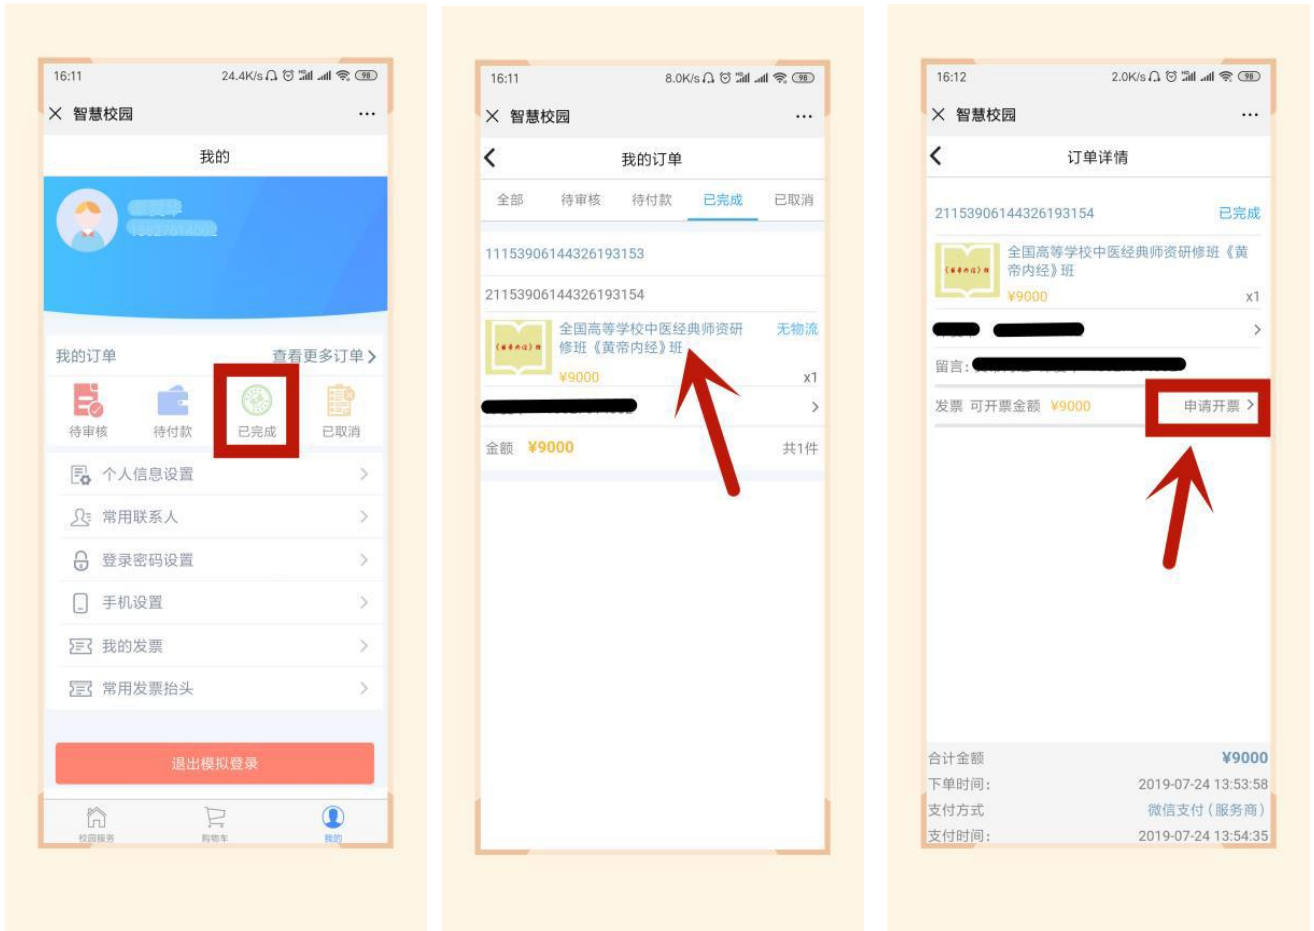 16:11
24.4K/s
98
智慧校园
我的
我的订单
查看更多订单
待审核
待付款
已完成
已取消
个人信息设置
常用联系人
登录密码设置
手机设置
我的发票
常用发票抬头
退出模拟登录
校园服务
购物车
我的
16:11
8.0K/s
98
智慧校园
我的订单
全部
待审核
待付款
已完成
已取消
11153906144326193153
21153906144326193154
全国高等学校中医经典师资研
无物流
修班《黄帝内经》班
¥9000
x1
金额 ¥9000
共1件
16:12
2.0K/s
98
智慧校园
订单详情
21153906144326193154
已完成
全国高等学校中医经典师资研修班《黄
帝内经》班
¥9000
x1
留言:
发票 可开票金额 ¥9000
申请开票
合计金额
¥9000
下单时间:
2019-07-24 13:53:58
支付方式
微信支付(服务商)
支付时间:
2019-07-24 13:54:35